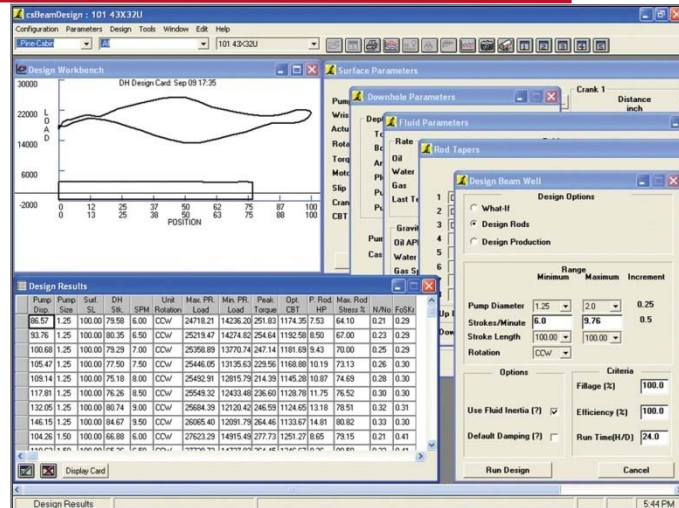 csBeamDesign : 101 43X32U
Configuration Parameters Design Tools Window Edit Help
Pine-Cabin All 101 43X32U
Design Workbench
DH Design Card: Sep 09 17:35
30000
22000
14000
6000
-2000
LOAD
0 13 25 38 50 63 75 88 100
0 12 25 37 50 62 75 87 100
POSITION
Surface Parameters
Crank 1
Distance
inch
Downhole Parameters
Fluid Parameters
Rate
Oil
Water
Gas
Rod Tapers
1
2
3
4
5
6
Design Beam Well
Design Options
What-If
Design Rods
Design Production
Range
Minimum Maximum Increment
Pump Diameter 1.25 2.0 0.25
Strokes/Minute 6.0 9.76 0.5
Stroke Length 100.00 100.00
Rotation CCW
Options
Use Fluid Inertia (?)
Default Damping (?)
Criteria
Fillage (%) 100.0
Efficiency (%) 100.0
Run Time(H/D) 24.0
Run Design Cancel
Design Results
Pump Disp. Pump Size Surf. SL DH Stk. SPM Unit Rotation Max. PR. Load Min. PR. Load Peak Torque Opt. CBT P. Rod HP Max. Rod Stress % N/No
86.57 1.25 100.00 79.58 6.00 CCW 24718.21 14236.20 251.83 1174.35 7.53 64.10 0.21 0.29
93.76 1.25 100.00 80.35 6.50 CCW 25219.47 14274.82 254.64 1192.58 8.50 67.00 0.23 0.29
100.68 1.25 100.00 79.29 7.00 CCW 25358.89 13770.74 247.14 1181.69 9.43 70.00 0.25 0.29
105.47 1.25 100.00 77.50 7.50 CCW 25446.05 13135.63 229.56 1168.88 10.19 73.13 0.26 0.30
109.14 1.25 100.00 75.18 8.00 CCW 25492.91 12815.79 214.39 1145.28 10.87 74.69 0.28 0.30
117.81 1.25 100.00 76.26 8.50 CCW 25549.32 12433.48 236.60 1128.78 11.75 76.52 0.30 0.30
132.05 1.25 100.00 80.74 9.00 CCW 25684.39 12120.42 246.59 1124.65 13.18 78.51 0.32 0.31
146.15 1.25 100.00 84.67 9.50 CCW 26065.40 12091.79 264.46 1133.67 14.81 80.82 0.33 0.30
104.26 1.50 100.00 66.88 6.00 CCW 27623.29 14915.49 277.73 1251.27 8.65 79.15 0.21 0.41
Display Card
Design Results
5:44 PM